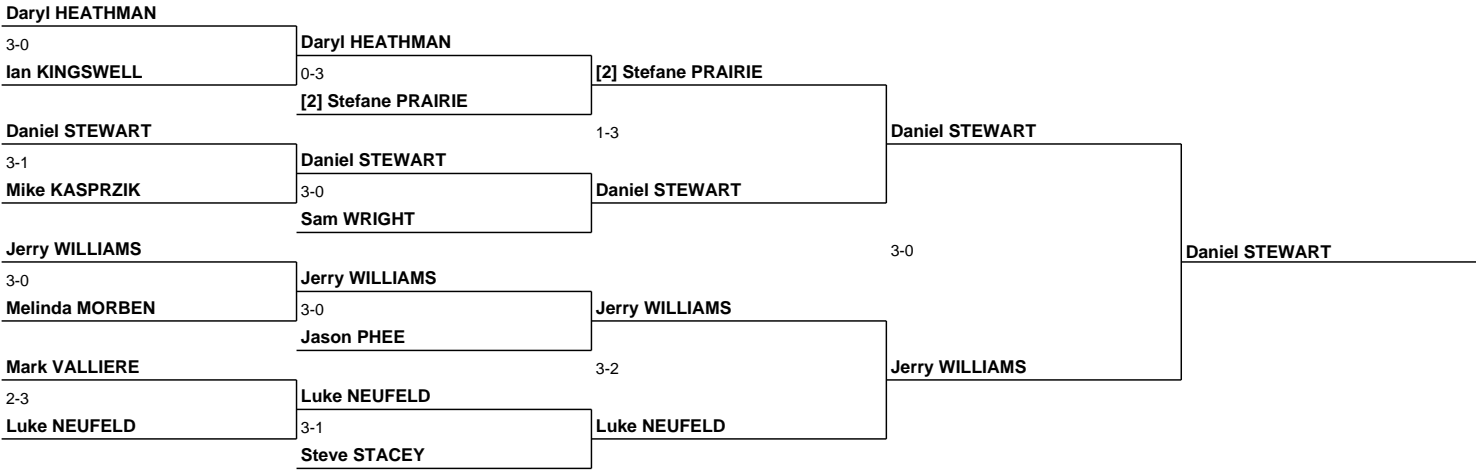 Daryl HEATHMAN
3-0
Daryl HEATHMAN
Ian KINGSWELL
0-3
[2] Stefane PRAIRIE
[2] Stefane PRAIRIE
Daniel STEWART
1-3
Daniel STEWART
3-1
Daniel STEWART
Mike KASPRZIK
3-0
Daniel STEWART
Sam WRIGHT
Jerry WILLIAMS
3-0
Daniel STEWART
3-0
Jerry WILLIAMS
Melinda MORBEN
3-0
Jerry WILLIAMS
Jason PHEE
Mark VALLIERE
3-2
Jerry WILLIAMS
2-3
Luke NEUFELD
Luke NEUFELD
3-1
Luke NEUFELD
Steve STACEY